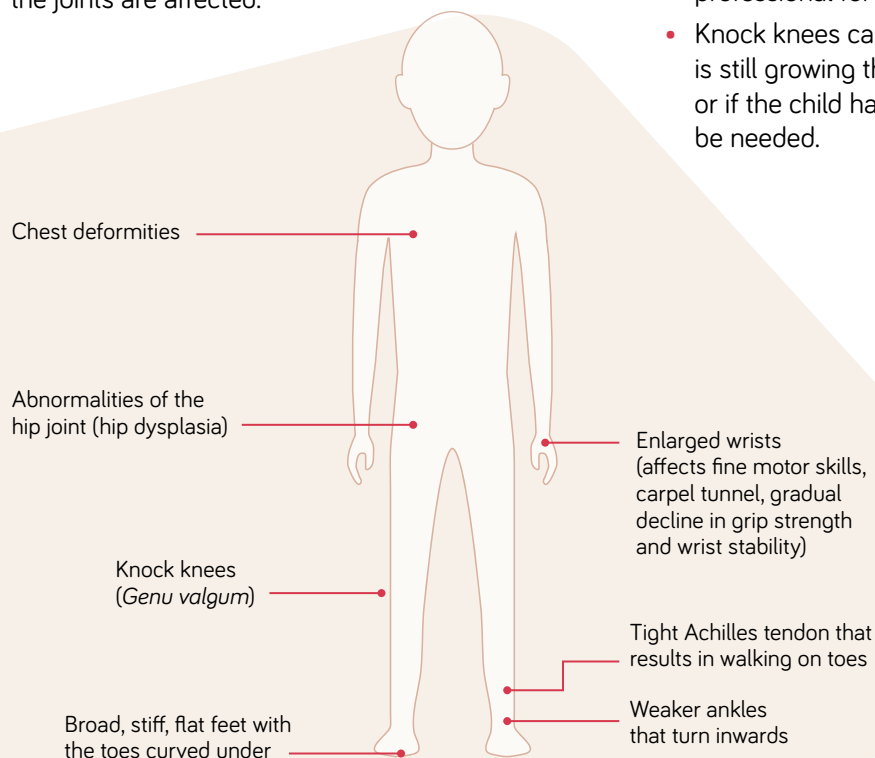 the joints are affected.
professional for
• Knock knees ca
is still growing th
or if the child ha
be needed.
Chest deformities
Abnormalities of the
hip joint (hip dysplasia)
Enlarged wrists
(affects fine motor skills,
carpel tunnel, gradual
decline in grip strength
and wrist stability)
Knock knees
(Genu valgum)
Tight Achilles tendon that
results in walking on toes
Weaker ankles
that turn inwards
Broad, stiff, flat feet with
the toes curved under